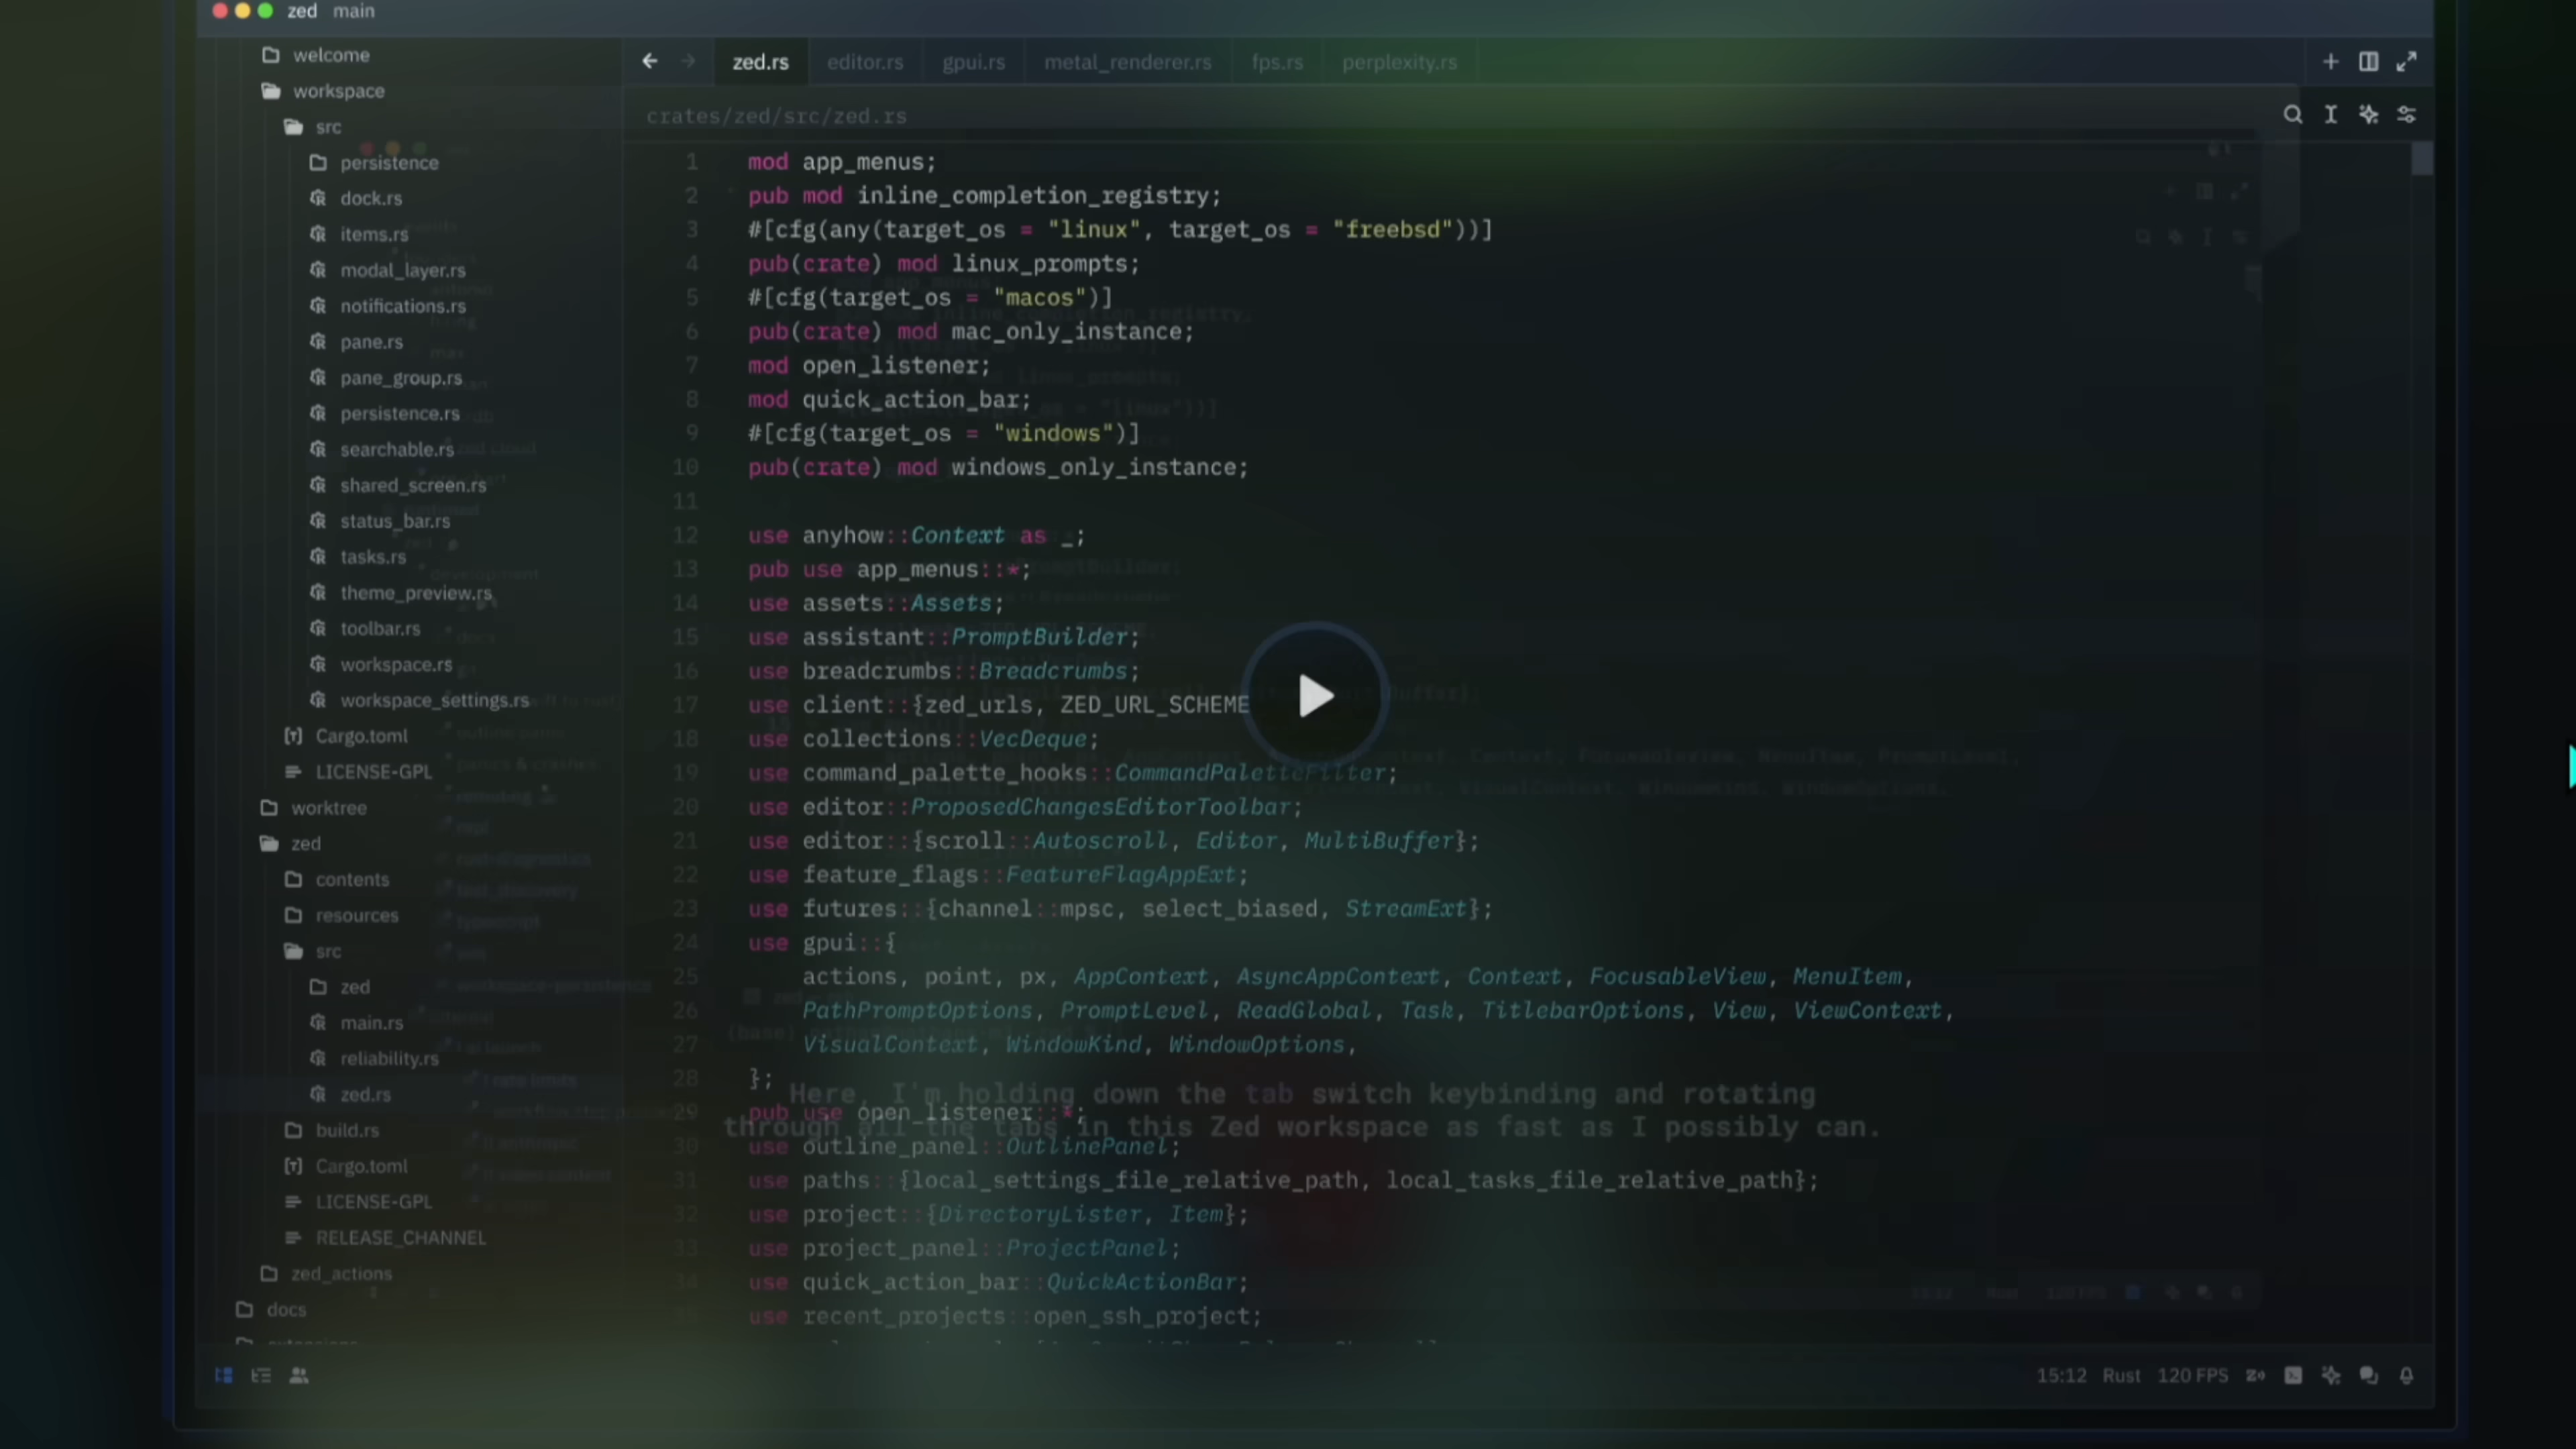 zed main
welcome
workspace
src
persistence
dock.rs
items.rs
modal_layer.rs
notifications.rs
pane.rs
pane_group.rs
persistence.rs
searchable.rs
shared_screen.rs
status_bar.rs
tasks.rs
theme_preview.rs
toolbar.rs
workspace.rs
workspace_settings.rs
Cargo.toml
LICENSE-GPL
worktree
zed
contents
resources
src
zed
main.rs
reliability.rs
zed.rs
build.rs
Cargo.toml
LICENSE-GPL
RELEASE_CHANNEL
zed_actions
docs
zed.rs editor.rs gpui.rs metal_renderer.rs fps.rs perplexity.rs
crates/zed/src/zed.rs
1 mod app_menus;
2 pub mod inline_completion_registry;
3 #[cfg(any(target_os = "linux", target_os = "freebsd"))]
4 pub(crate) mod linux_prompts;
5 #[cfg(target_os = "macos")]
6 pub(crate) mod mac_only_instance;
7 mod open_listener;
8 mod quick_action_bar;
9 #[cfg(target_os = "windows")]
10 pub(crate) mod windows_only_instance;
11
12 use anyhow::Context as _;
13 pub use app_menus::*;
14 use assets::Assets;
15 use assistant::PromptBuilder;
16 use breadcrumbs::Breadcrumbs;
17 use client::{zed_urls, ZED_URL_SCHEME
18 use collections::VecDeque;
19 use command_palette_hooks::CommandPaletteFilter;
20 use editor::ProposedChangesEditorToolbar;
21 use editor::{scroll::Autoscroll, Editor, MultiBuffer};
22 use feature_flags::FeatureFlagAppExt;
23 use futures::{channel::mpsc, select_biased, StreamExt};
24 use gpui::{
25 actions, point, px, AppContext, AsyncAppContext, Context, FocusableView, MenuItem,
26 PathPromptOptions, PromptLevel, ReadGlobal, Task, TitlebarOptions, View, ViewContext,
27 VisualContext, WindowKind, WindowOptions,
28 };
Here, I'm holding down the tab switch keybinding and rotating
29 pub use open_listener::*;
through all the tabs in this Zed workspace as fast as I possibly can.
30 use outline_panel::OutlinePanel;
31 use paths::{local_settings_file_relative_path, local_tasks_file_relative_path};
32 use project::{DirectoryLister, Item};
33 use project_panel::ProjectPanel;
34 use quick_action_bar::QuickActionBar;
35 use recent_projects::open_ssh_project;
15:12 Rust 120 FPS